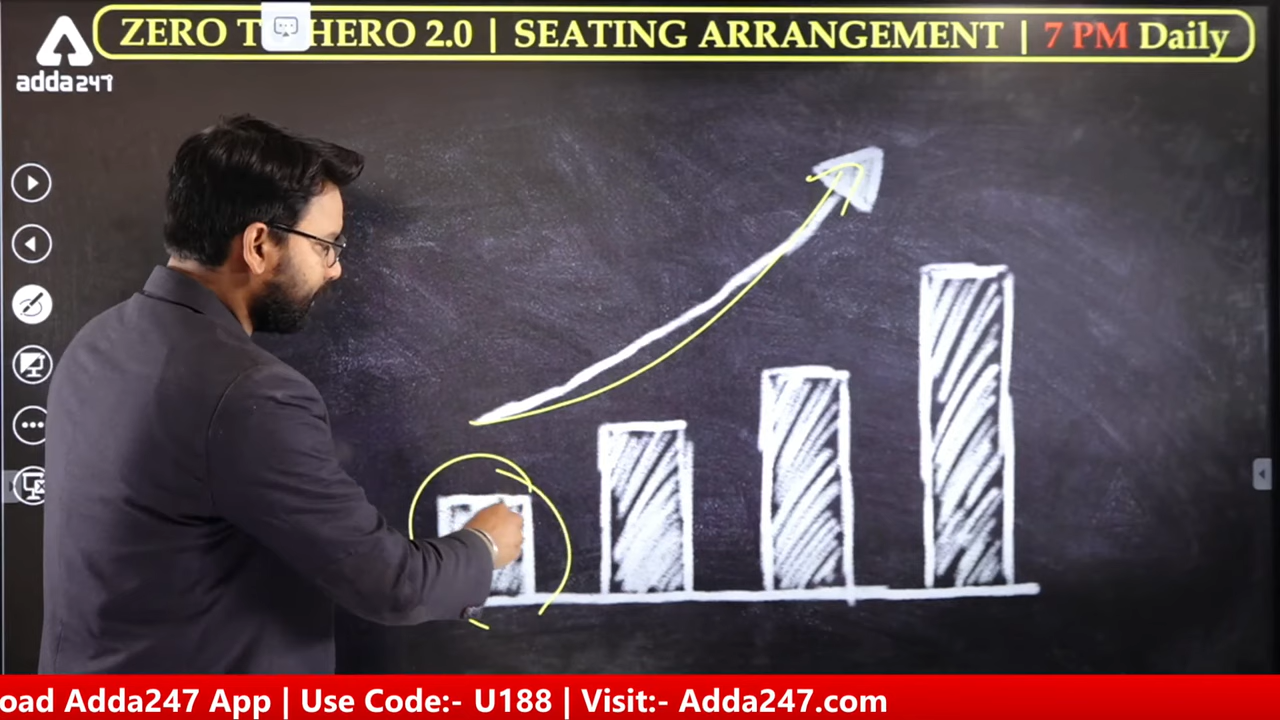 ZERO T HERO 2.0 | SEATING ARRANGEMENT | 7 PM Daily
adda247
oad Adda247 App | Use Code:- U188 | Visit:- Adda247.com